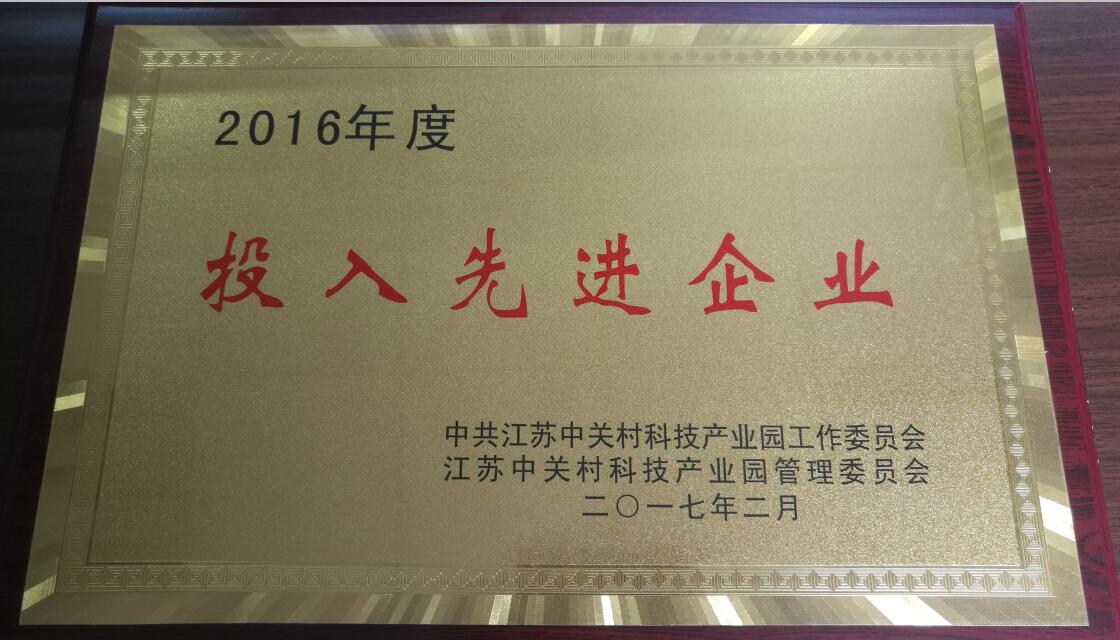 2016年度
投入先进企业
中共江苏中关村科技产业园工作委员会
江苏中关村科技产业园管理委员会
二〇一七年二月